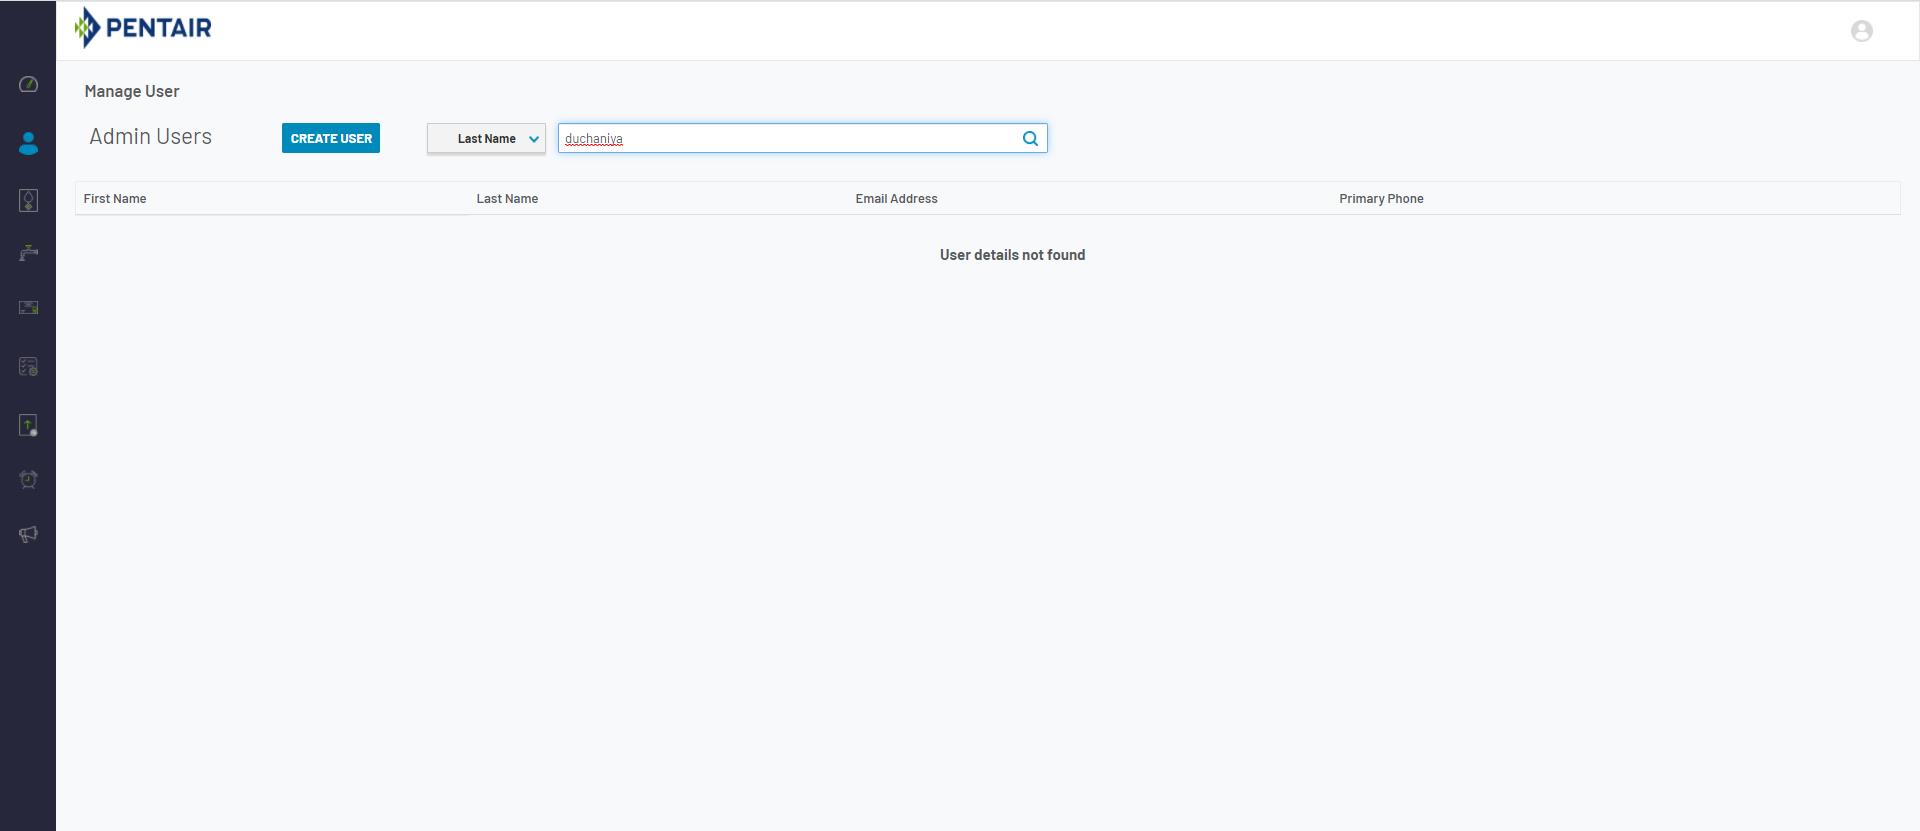 PENTAIR
Manage User
Admin Users
CREATE USER
Last Name
duchaniya
First Name Last Name Email Address Primary Phone
User details not found